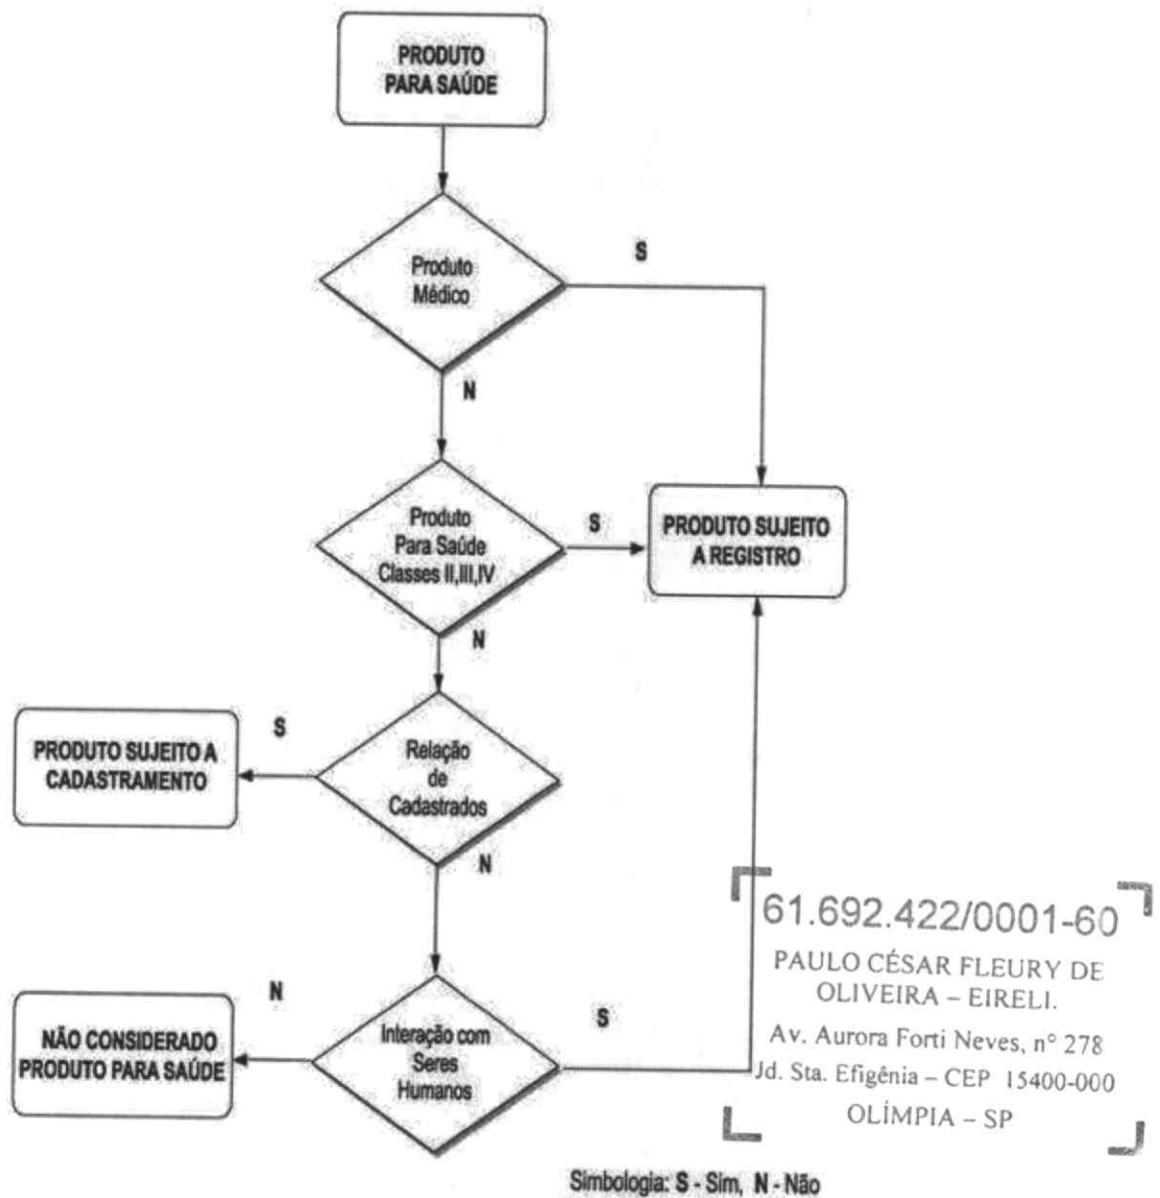 PRODUTO
PARA SAÚDE
Produto
Médico
S
N
Produto
Para Saúde
Classes II,III,IV
S
PRODUTO SUJEITO
A REGISTRO
N
Relação
de
Cadastrados
S
PRODUTO SUJEITO A
CADASTRAMENTO
N
Interação com
Seres
Humanos
N
S
NÃO CONSIDERADO
PRODUTO PARA SAÚDE
61.692.422/0001-60
PAULO CÉSAR FLEURY DE
OLIVEIRA – EIRELI.
Av. Aurora Forti Neves, n° 278
Jd. Sta. Efigênia – CEP 15400-000
OLÍMPIA – SP
Simbologia: S - Sim, N - Não